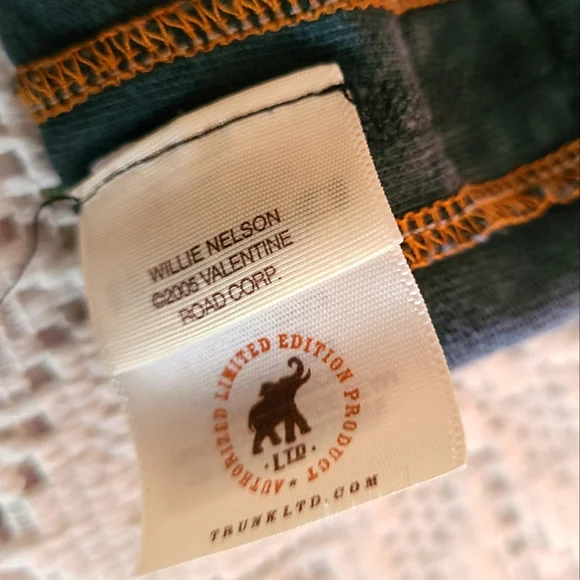 WILLIE NELSON
©2005 VALENTINE
ROAD CORP.
AUTHORIZED LIMITED EDITION PRODUCT ★
· LTD ·
TRUNKLTD.COM